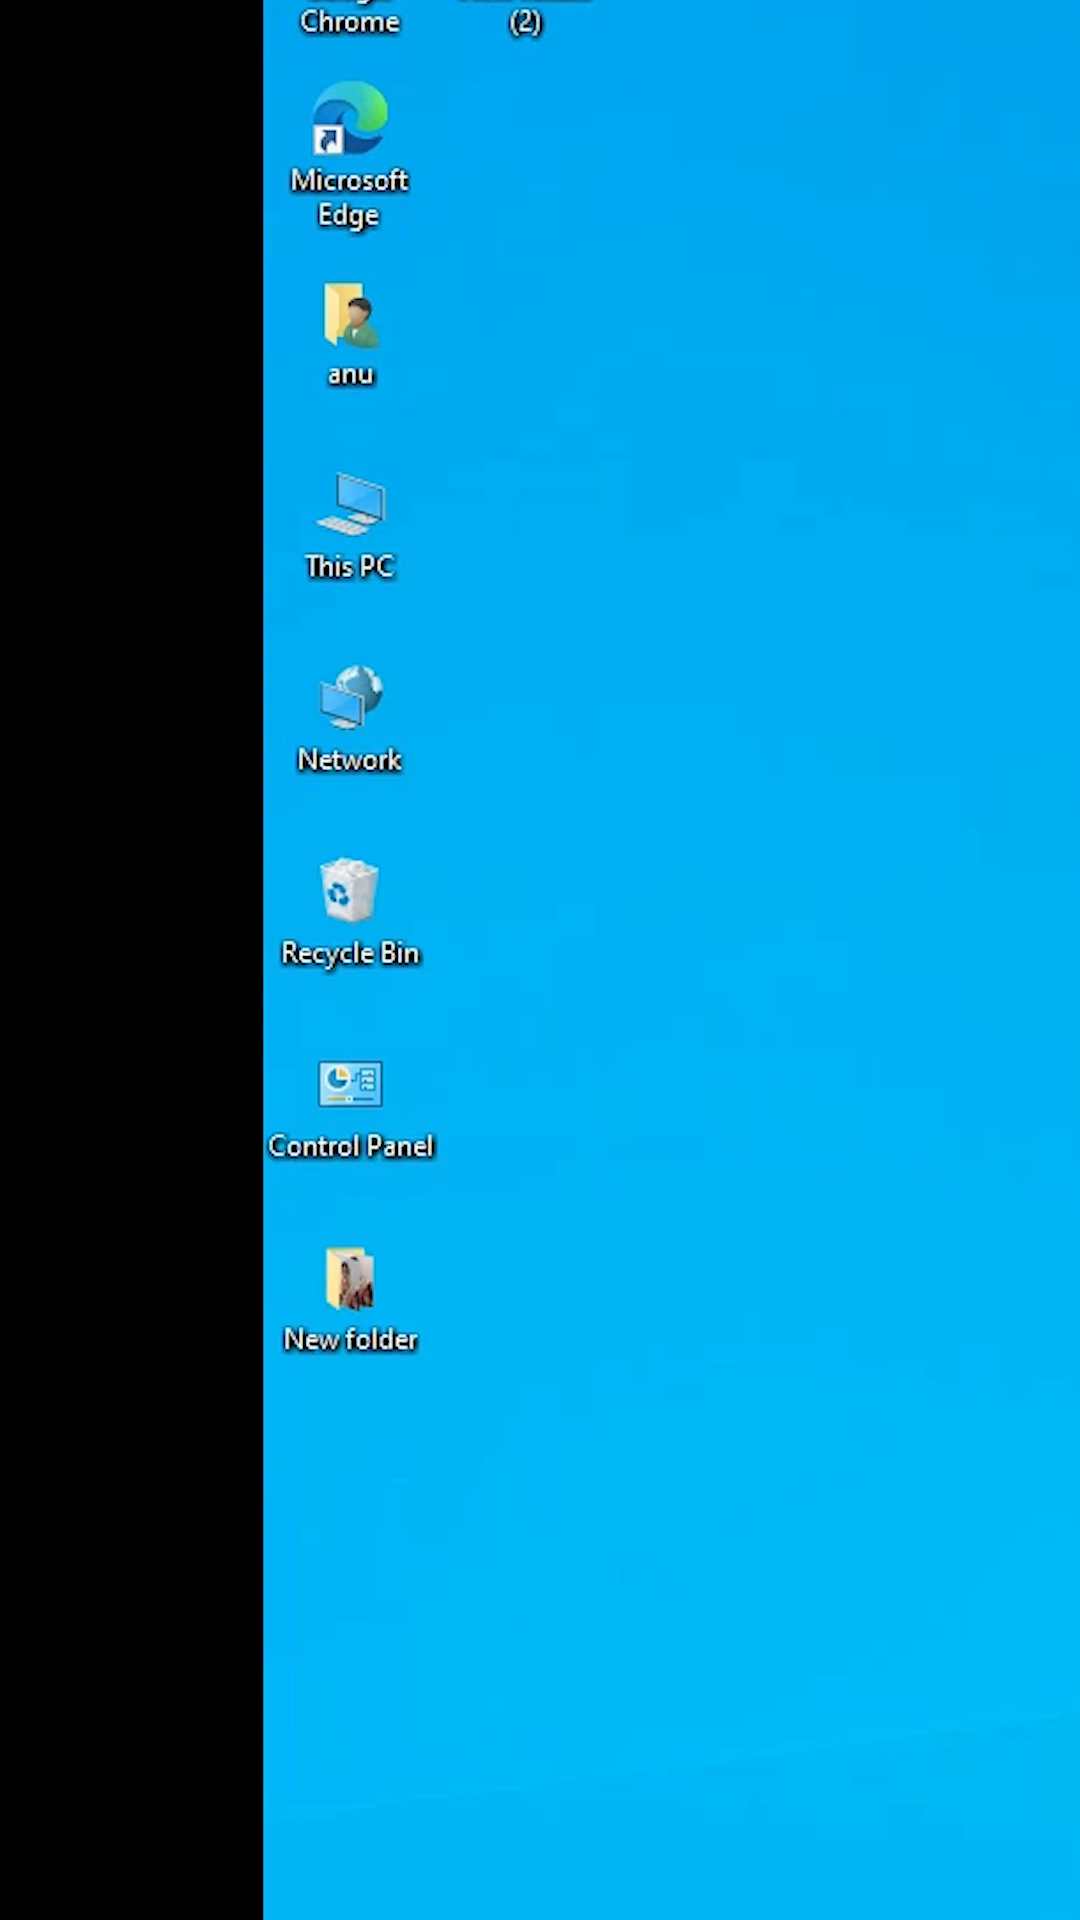 Chrome
(2)
Microsoft
Edge
anu
This PC
Network
Recycle Bin
Control Panel
New folder